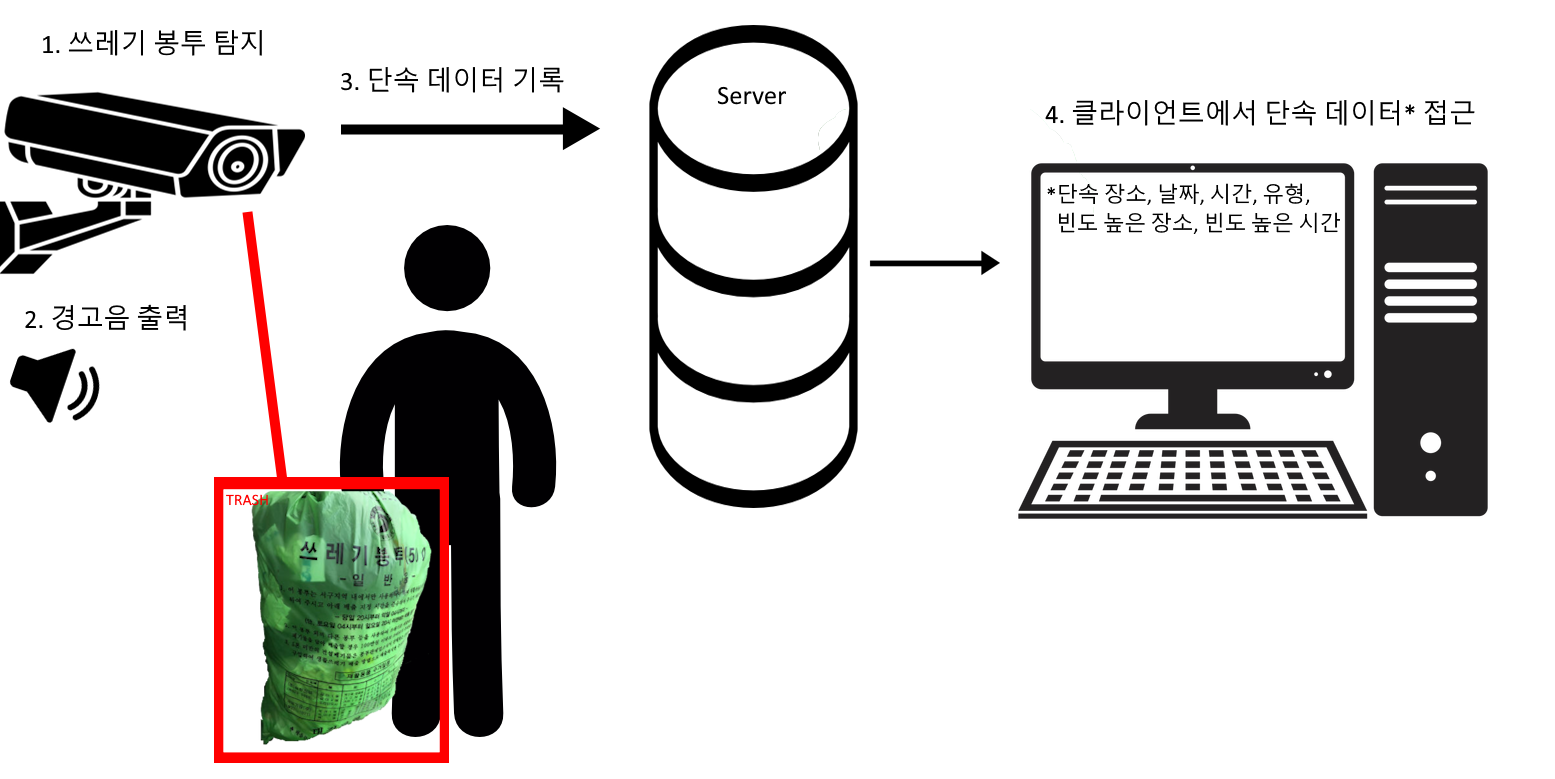 1. 쓰레기 봉투 탐지
3. 단속 데이터 기록
Server
4. 클라이언트에서 단속 데이터* 접근
*단속 장소, 날짜, 시간, 유형,
빈도 높은 장소, 빈도 높은 시간
2. 경고음 출력
TRASH
쓰레기봉투(5)
-일 반